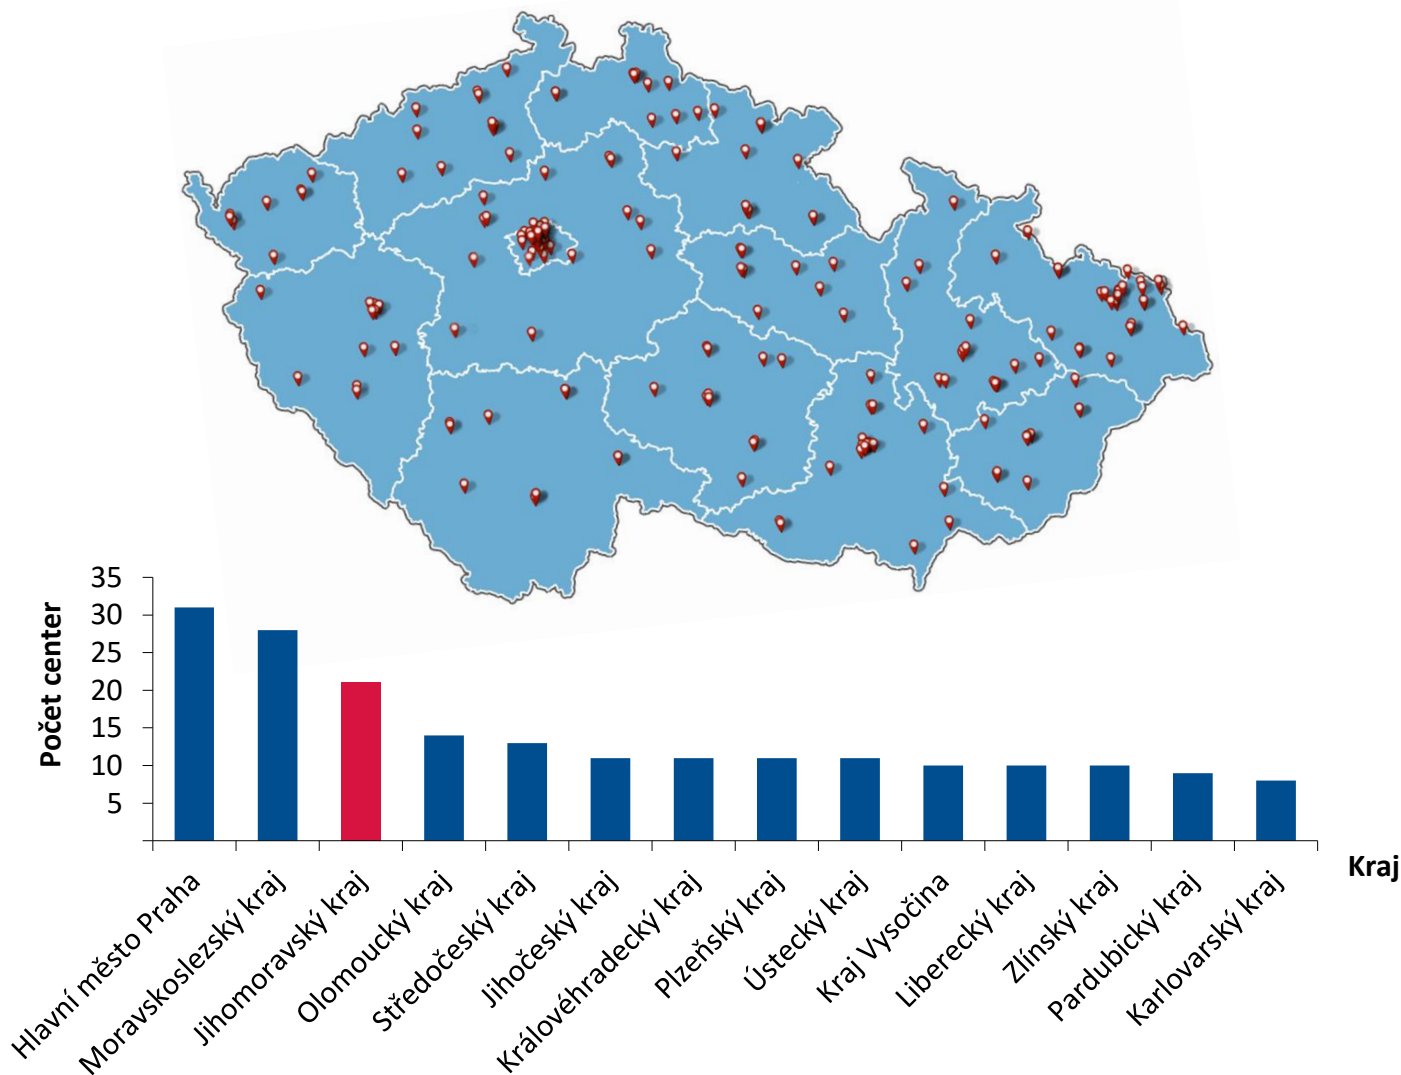 35
30
25
20
15
10
5
Počet center
Kraj
Hlavní město Praha
Moravskoslezský kraj
Jihomoravský kraj
Olomoucký kraj
Středočeský kraj
Jihočeský kraj
Královéhradecký kraj
Plzeňský kraj
Ústecký kraj
Kraj Vysočina
Liberecký kraj
Zlínský kraj
Pardubický kraj
Karlovarský kraj